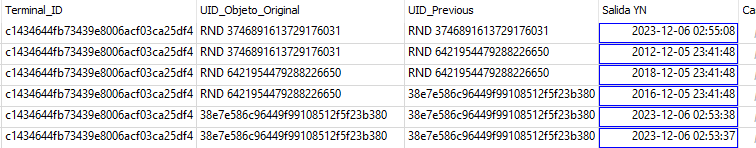 Terminal_ID UID_Objeto_Original UID_Previous Salida YN Ca
c1434644fb73439e8006acf03ca25df4 RND 3746891613729176031 RND 3746891613729176031 2023-12-06 02:55:08
c1434644fb73439e8006acf03ca25df4 RND 3746891613729176031 RND 3746891613729176031 2012-12-05 23:41:48
c1434644fb73439e8006acf03ca25df4 RND 6421954479288226650 RND 6421954479288226650 2018-12-05 23:41:48
c1434644fb73439e8006acf03ca25df4 RND 6421954479288226650 38e7e586c96449f99108512f5f23b380 2016-12-05 23:41:48
c1434644fb73439e8006acf03ca25df4 38e7e586c96449f99108512f5f23b380 38e7e586c96449f99108512f5f23b380 2023-12-06 02:53:38
c1434644fb73439e8006acf03ca25df4 38e7e586c96449f99108512f5f23b380 38e7e586c96449f99108512f5f23b380 2023-12-06 02:53:37